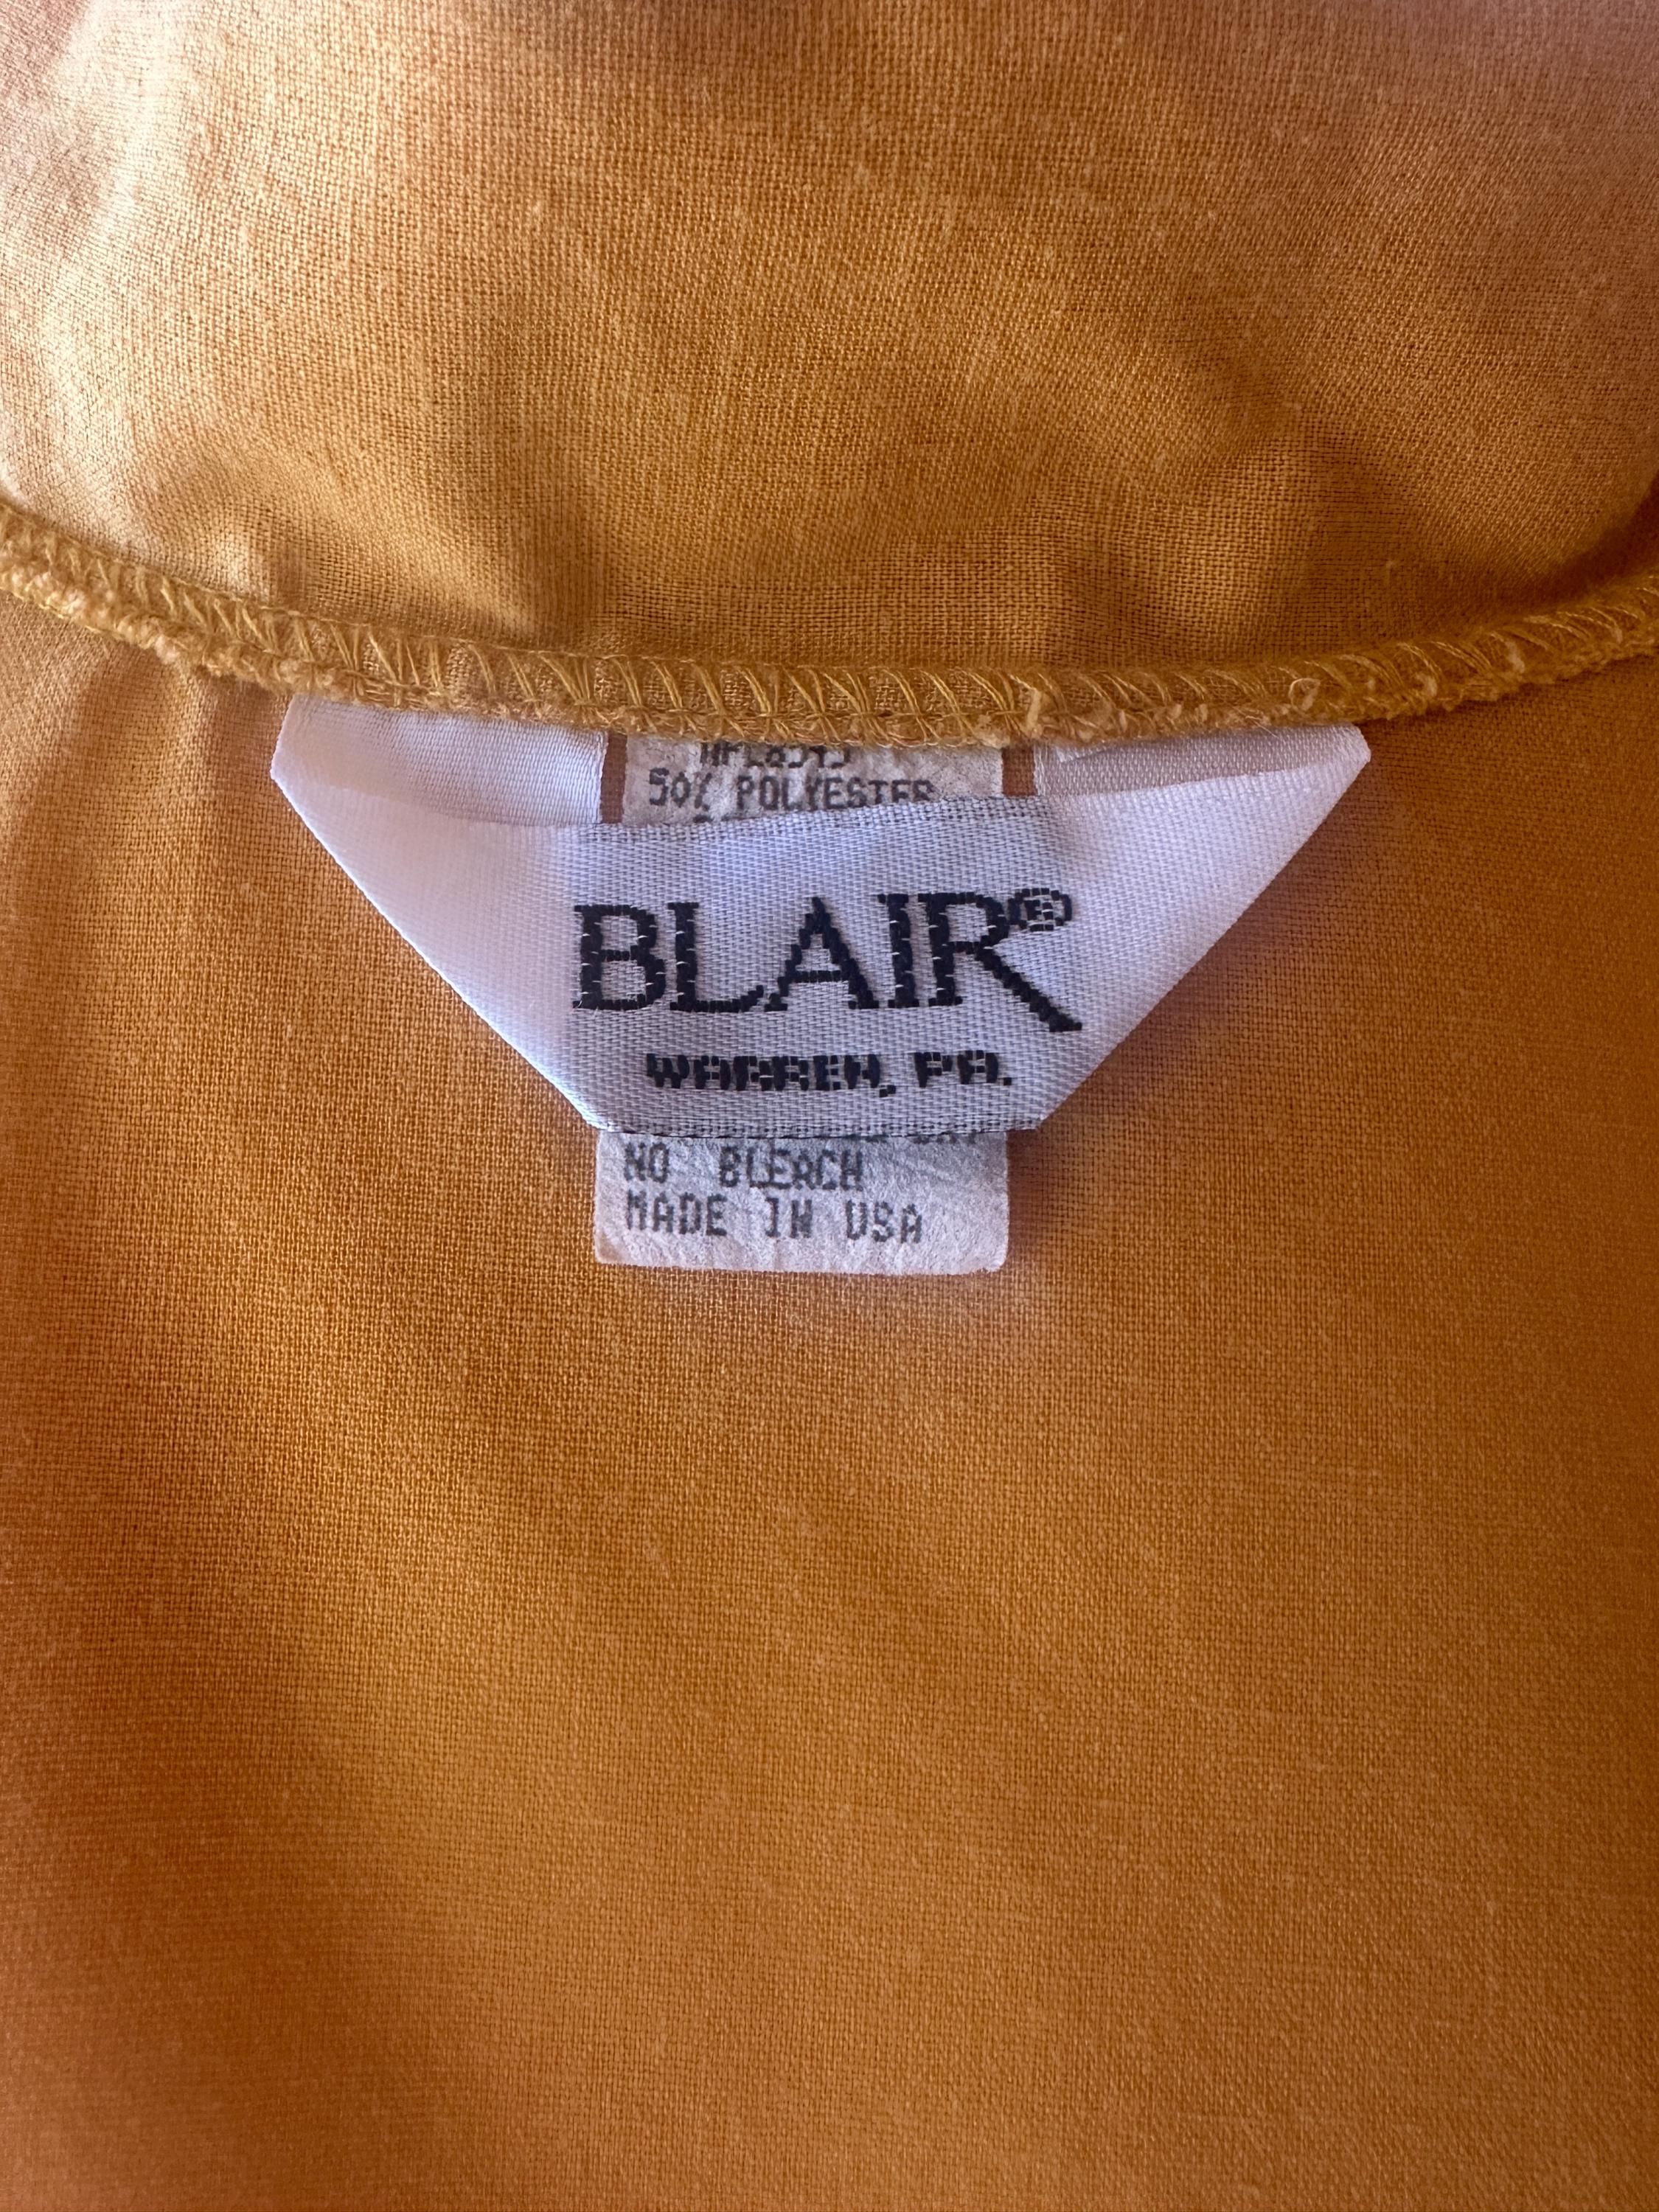 50% POLYESTER
BLAIR®
WARREN, PA.
NO BLEACH
MADE IN USA